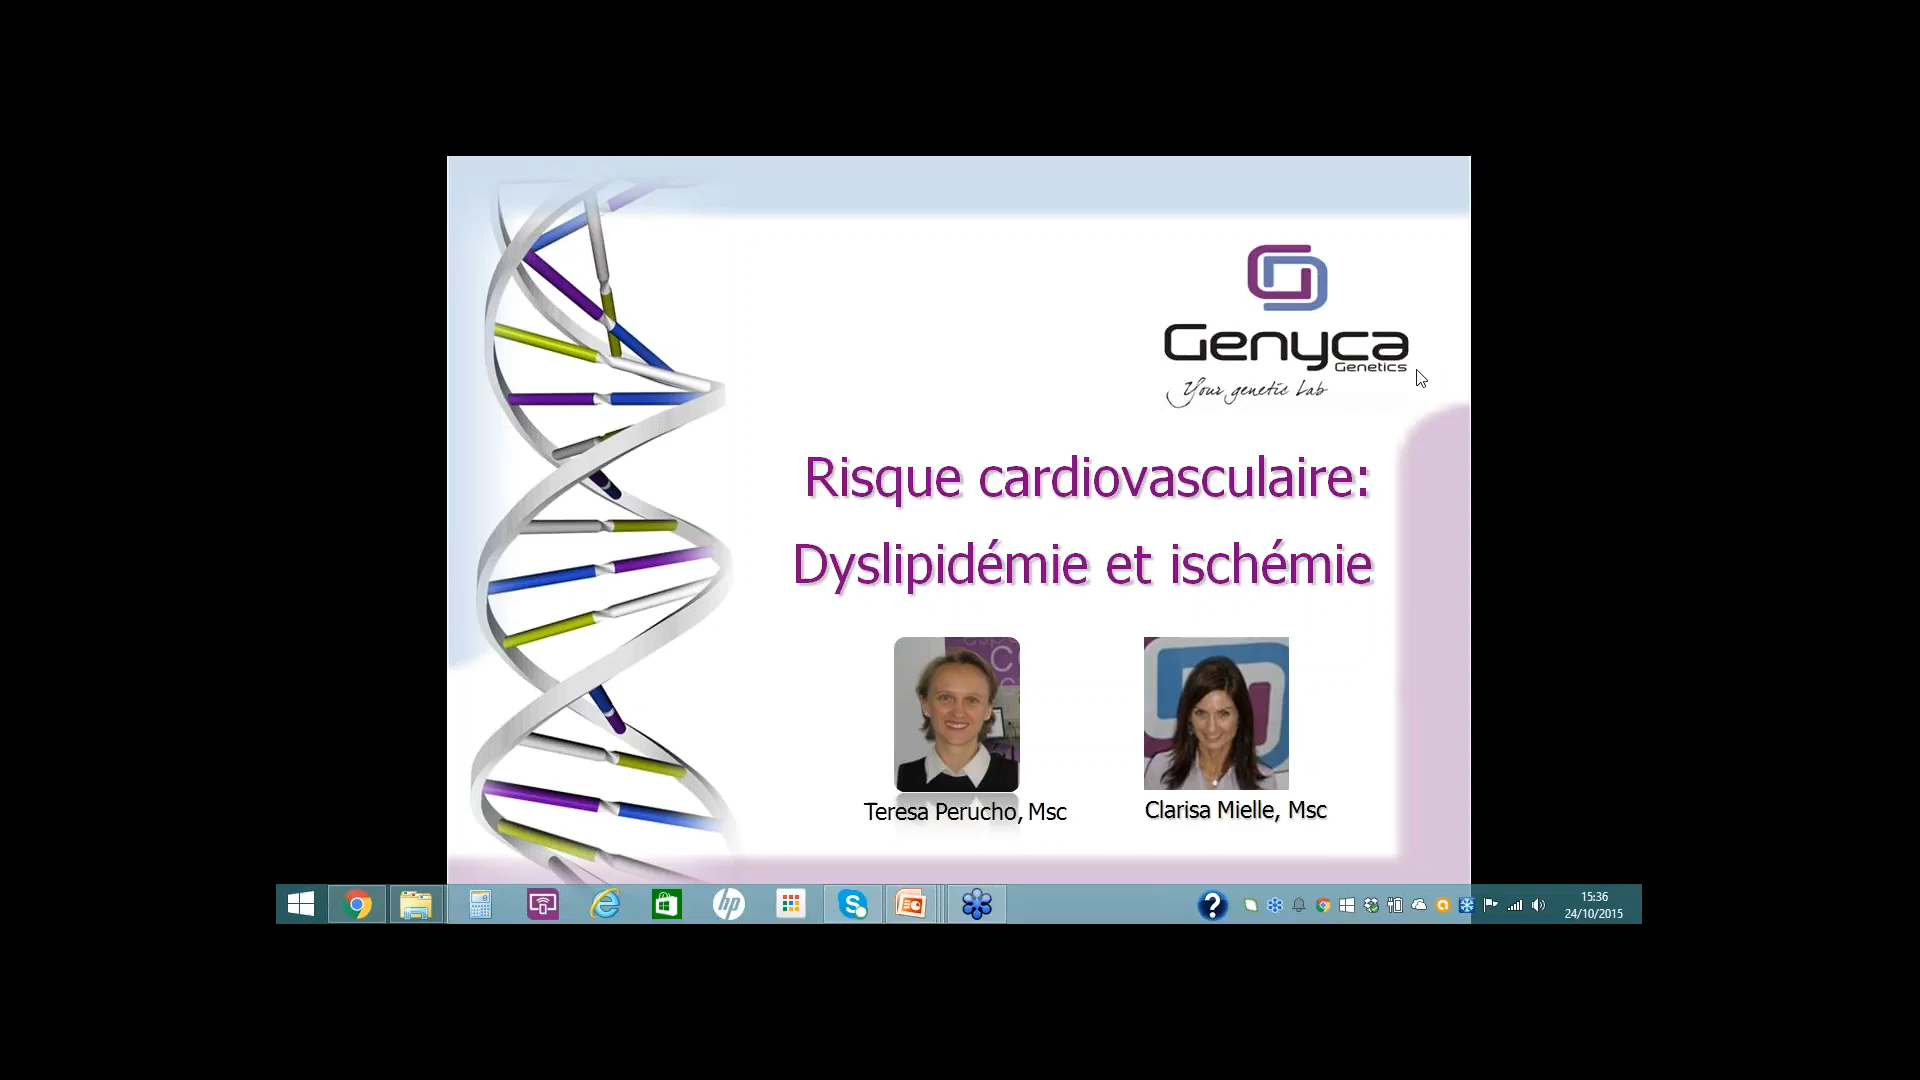 Genyca
Genetics
Your genetic Lab
Risque cardiovasculaire:
Dyslipidémie et ischémie
Teresa Perucho, Msc
Clarisa Mielle, Msc
hp
15:36
24/10/2015